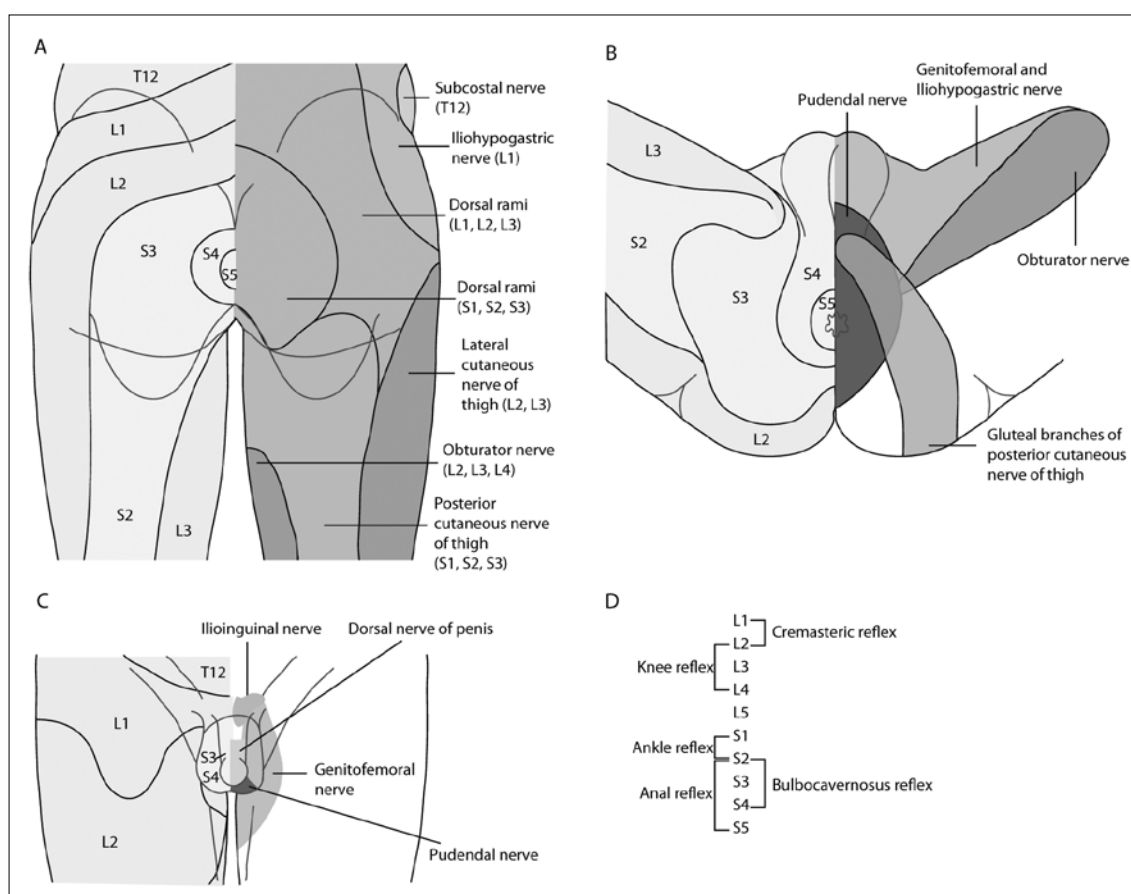 A
T12
L1
L2
S3
S4
S5
S2
L3
Subcostal nerve
(T12)
Iliohypogastric
nerve (L1)
Dorsal rami
(L1, L2, L3)
Dorsal rami
(S1, S2, S3)
Lateral
cutaneous
nerve of
thigh (L2, L3)
Obturator nerve
(L2, L3, L4)
Posterior
cutaneous nerve
of thigh
(S1, S2, S3)
B
Genitofemoral and
Iliohypogastric nerve
Pudendal nerve
L3
S2
S3
S4
S5
L2
Obturator nerve
Gluteal branches of
posterior cutaneous
nerve of thigh
C
Ilioinguinal nerve
Dorsal nerve of penis
T12
L1
S3
S4
L2
Genitofemoral
nerve
Pudendal nerve
D
L1
L2
L3
L4
L5
S1
S2
S3
S4
S5
Cremasteric reflex
Knee reflex
Ankle reflex
Anal reflex
Bulbocavernosus reflex